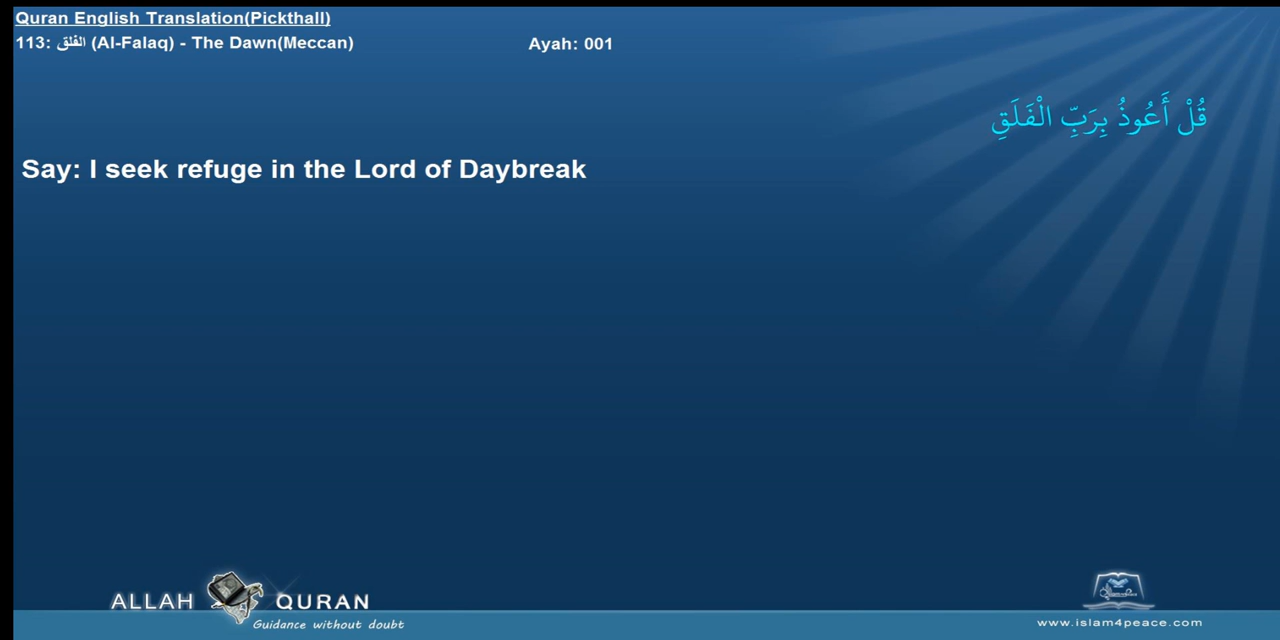 Quran English Translation(Pickthall)
113: الفلق (Al-Falaq) - The Dawn(Meccan)
Ayah: 001
قُلْ أَعُوذُ بِرَبِّ الْفَلَقِ
Say: I seek refuge in the Lord of Daybreak
ALLAH QURAN
Guidance without doubt
www.islam4peace.com